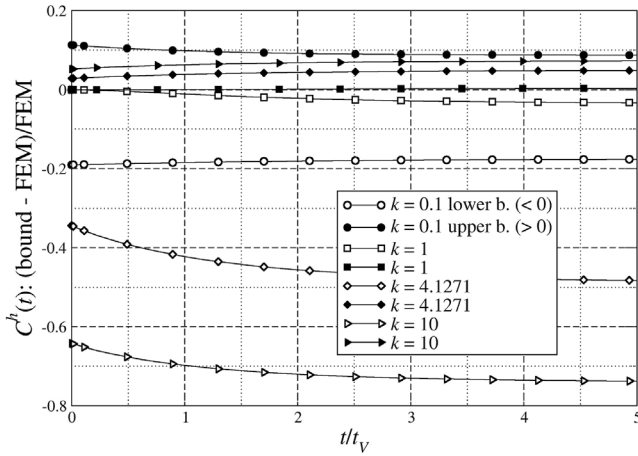 0.2
0
-0.2
-0.4
-0.6
-0.8
C^h(t): (bound - FEM)/FEM
k = 0.1 lower b. (< 0)
k = 0.1 upper b. (> 0)
k = 1
k = 1
k = 4.1271
k = 4.1271
k = 10
k = 10
0 1 2 3 4 5
t/t_V